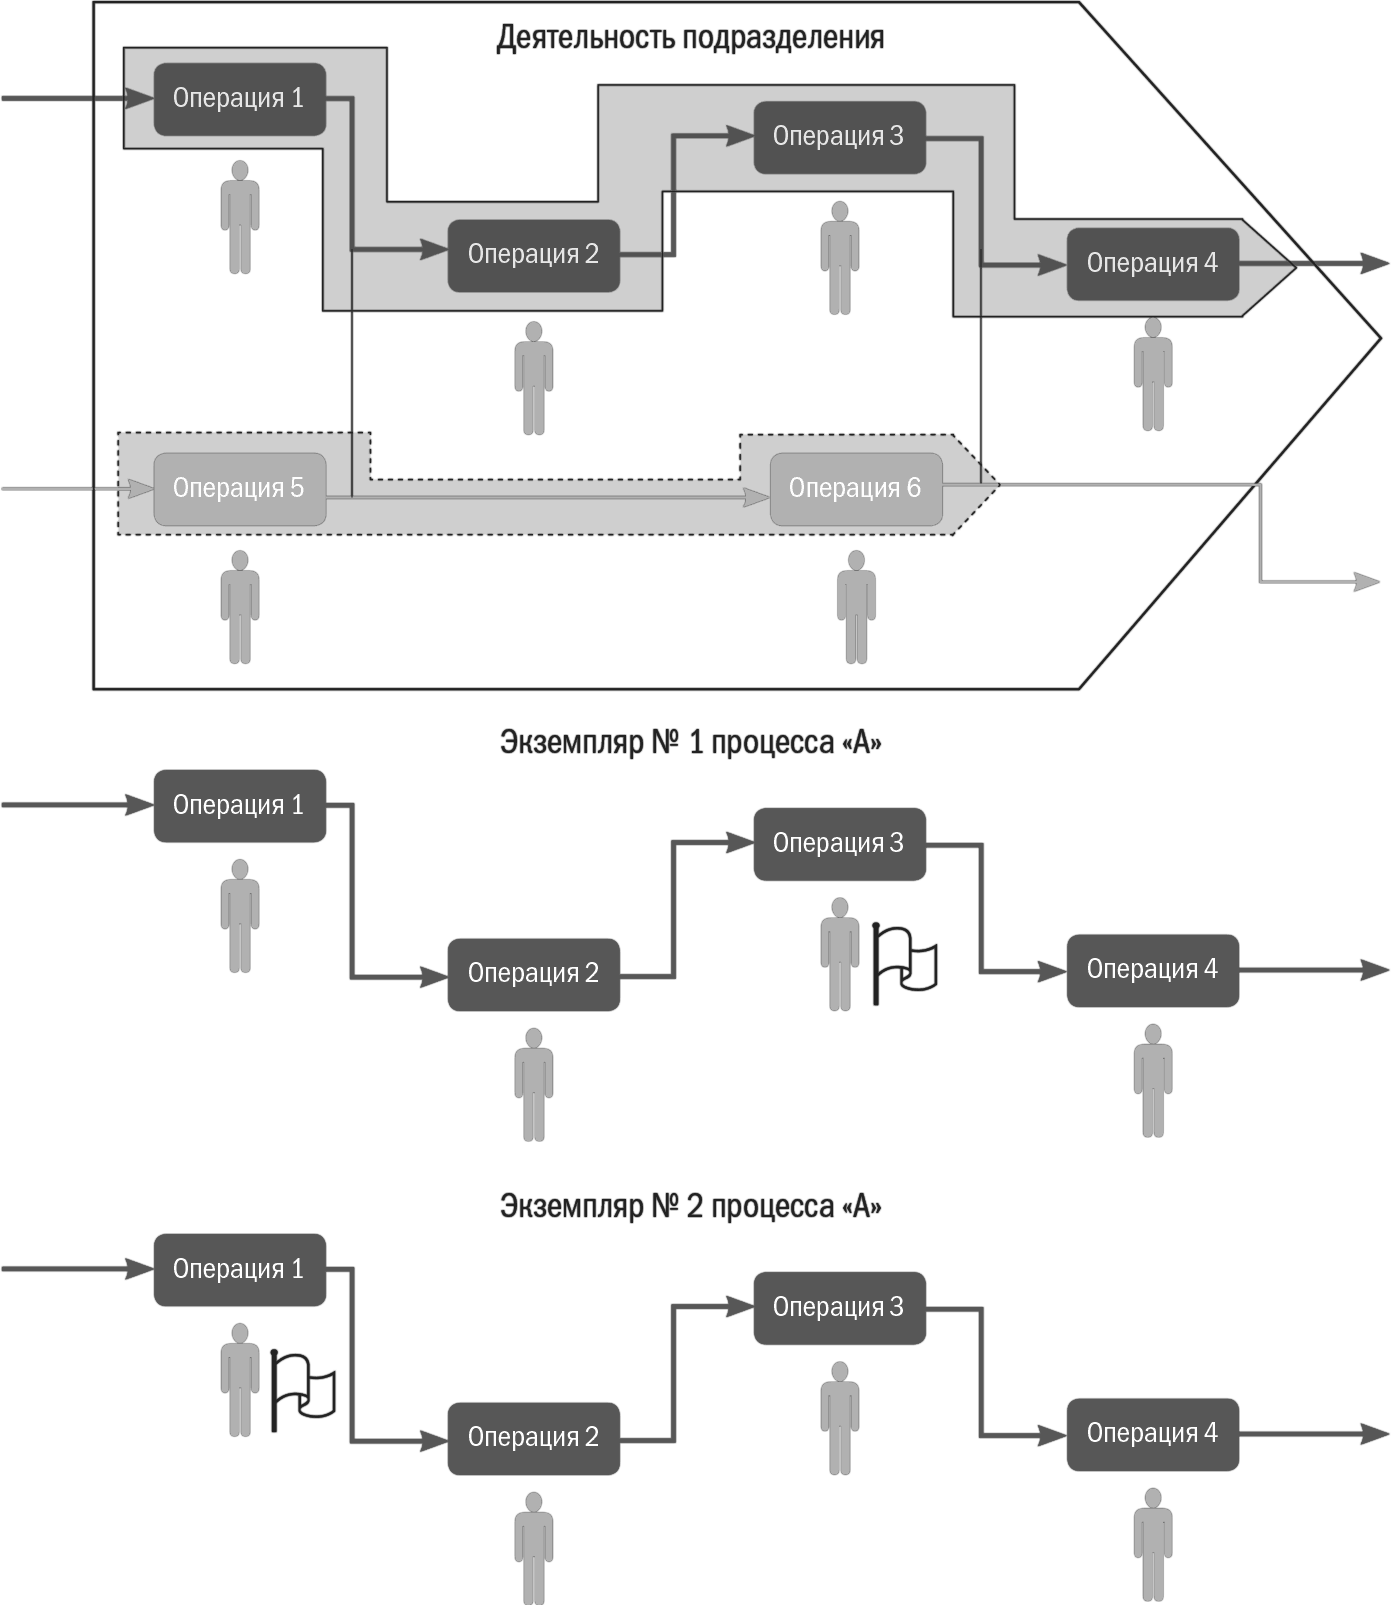 Деятельность подразделения
Операция 1
Операция 3
Операция 2
Операция 4
Операция 5
Операция 6
Экземпляр № 1 процесса «А»
Операция 1
Операция 3
Операция 2
Операция 4
Экземпляр № 2 процесса «А»
Операция 1
Операция 3
Операция 2
Операция 4